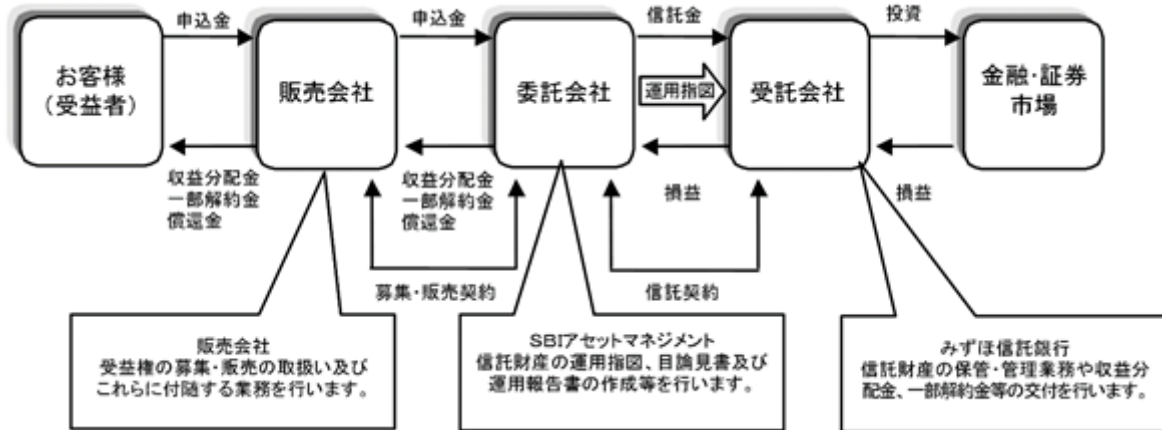 申込金
申込金
信託金
投資
お客様
(受益者)
販売会社
委託会社
運用指図
受託会社
金融・証券
市場
収益分配金
一部解約金
償還金
収益分配金
一部解約金
償還金
損益
損益
募集・販売契約
信託契約
販売会社
受益権の募集・販売の取扱い及び
これらに付随する業務を行います。
SBIアセットマネジメント
信託財産の運用指図、目論見書及び
運用報告書の作成等を行います。
みずほ信託銀行
信託財産の保管・管理業務や収益分
配金、一部解約金等の交付を行います。